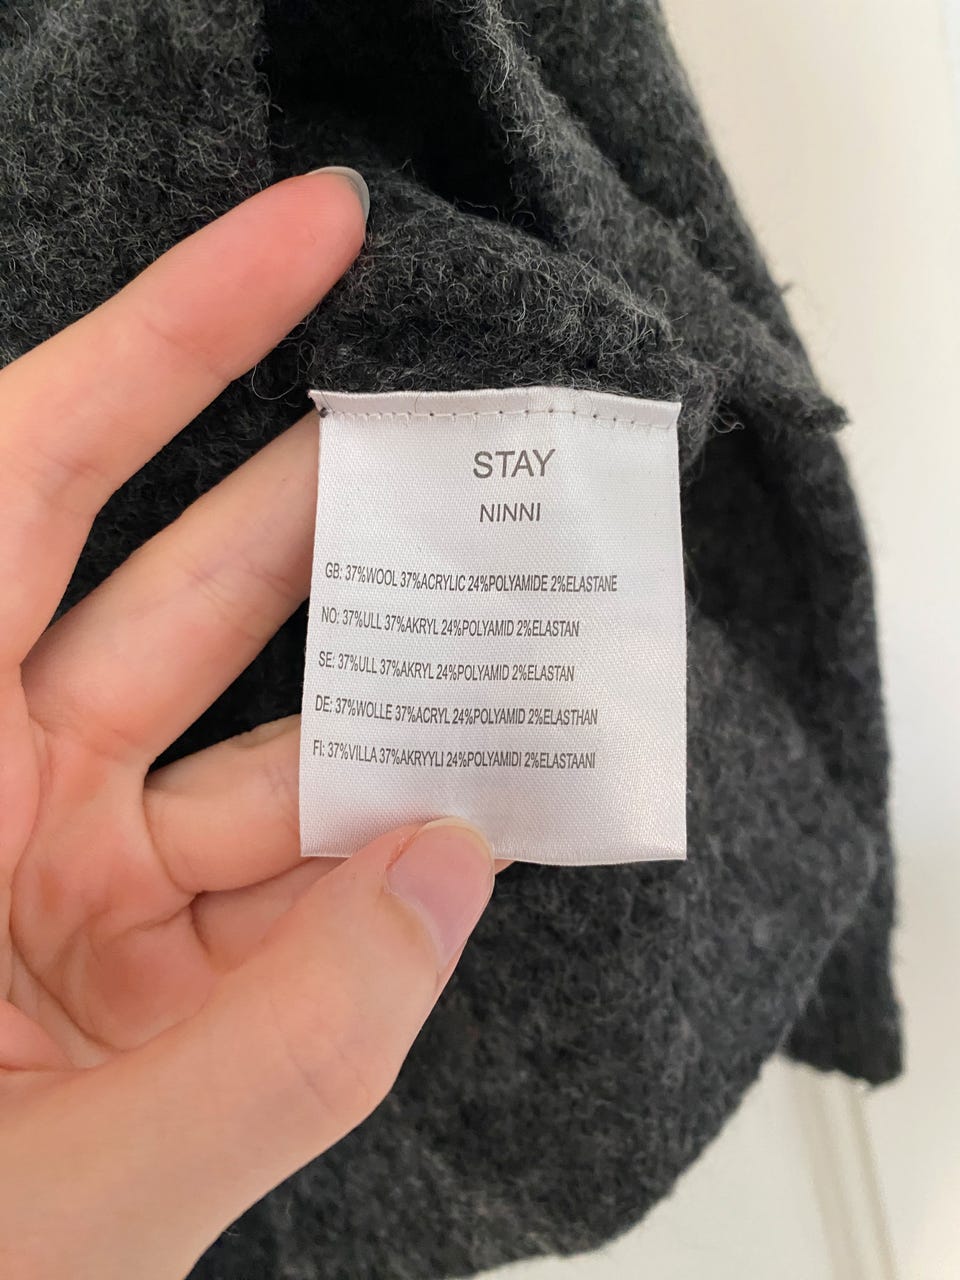 STAY
NINNI
GB: 37%WOOL 37%ACRYLIC 24%POLYAMIDE 2%ELASTANE
NO: 37%ULL 37%AKRYL 24%POLYAMID 2%ELASTAN
SE: 37%ULL 37%AKRYL 24%POLYAMID 2%ELASTAN
DE: 37%WOLLE 37%ACRYL 24%POLYAMID 2%ELASTHAN
FI: 37%VILLA 37%AKRYYLI 24%POLYAMIDI 2%ELASTAANI